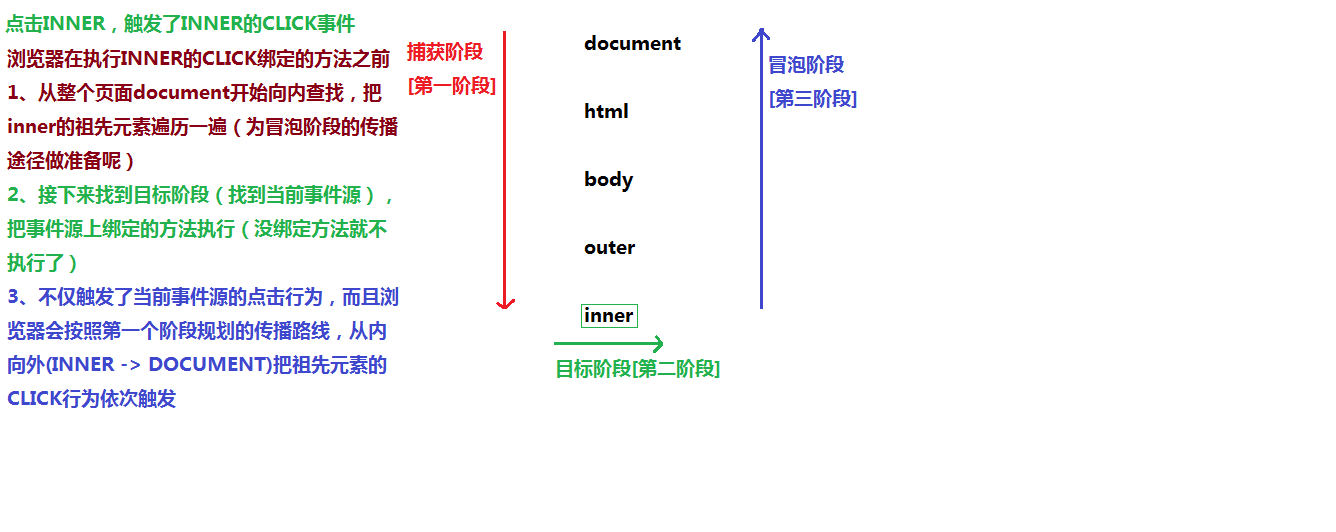 点击INNER，触发了INNER的CLICK事件
浏览器在执行INNER的CLICK绑定的方法之前
1、从整个页面document开始向内查找，把
inner的祖先元素遍历一遍（为冒泡阶段的传播
途径做准备呢）
2、接下来找到目标阶段（找到当前事件源），
把事件源上绑定的方法执行（没绑定方法就不
执行了）
3、不仅触发了当前事件源的点击行为，而且浏
览器会按照第一个阶段规划的传播路线，从内
向外(INNER -> DOCUMENT)把祖先元素的
CLICK行为依次触发
捕获阶段
[第一阶段]
document
html
body
outer
inner
目标阶段[第二阶段]
冒泡阶段
[第三阶段]